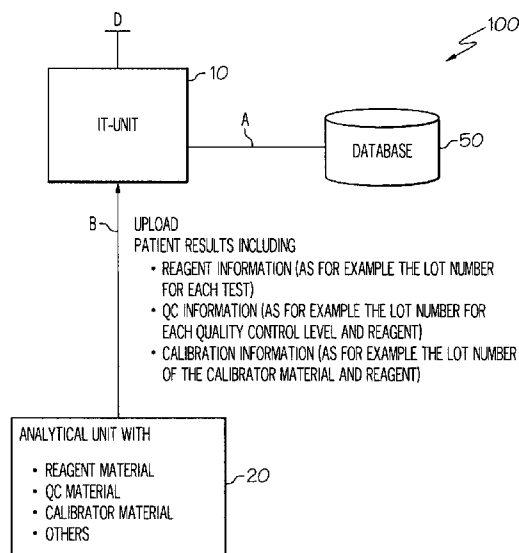 D
100
10
IT-UNIT
A
DATABASE
50
B
UPLOAD
PATIENT RESULTS INCLUDING
• REAGENT INFORMATION (AS FOR EXAMPLE THE LOT NUMBER
FOR EACH TEST)
• QC INFORMATION (AS FOR EXAMPLE THE LOT NUMBER FOR
EACH QUALITY CONTROL LEVEL AND REAGENT)
• CALIBRATION INFORMATION (AS FOR EXAMPLE THE LOT NUMBER
OF THE CALIBRATOR MATERIAL AND REAGENT)
ANALYTICAL UNIT WITH
• REAGENT MATERIAL
• QC MATERIAL
• CALIBRATOR MATERIAL
• OTHERS
20